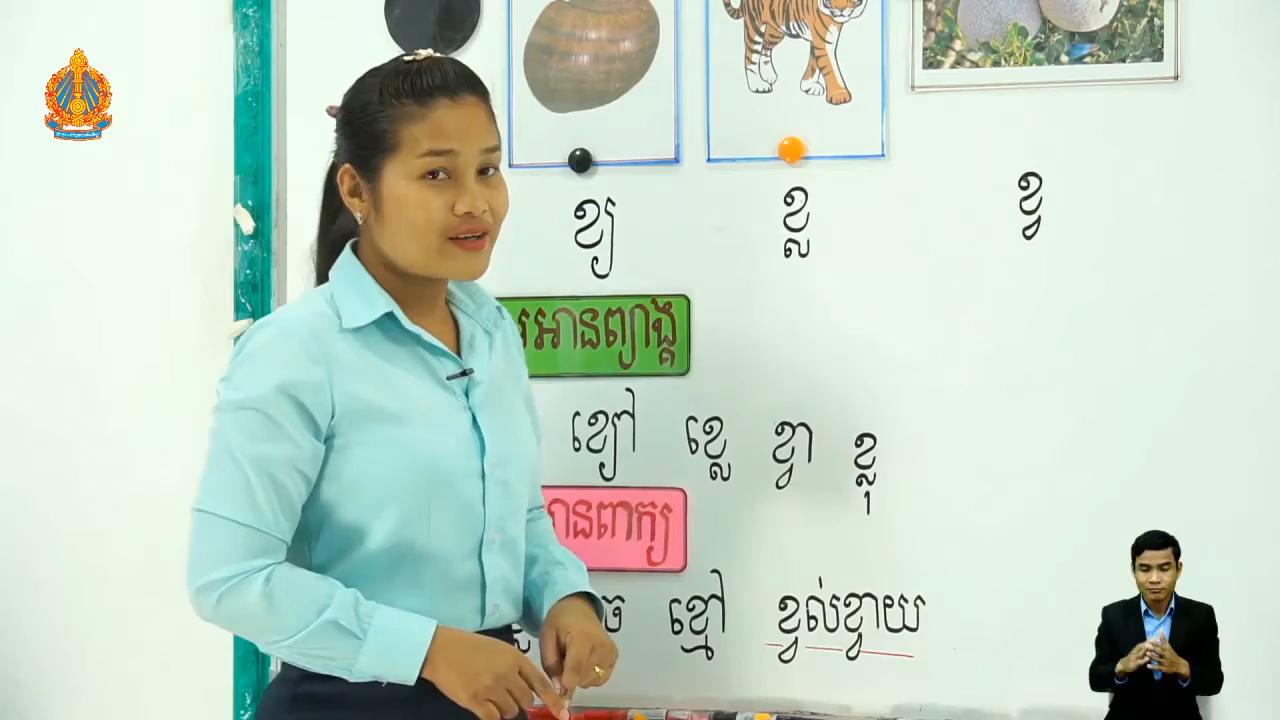 ខ្យ ខ្ល ខ្វ
អានព្យាង្គ
ខ្យៅ ខ្លេ ខ្វា ខ្លុ
អានពាក្យ
ខ្មៅ ខ្វល់ខ្វាយ